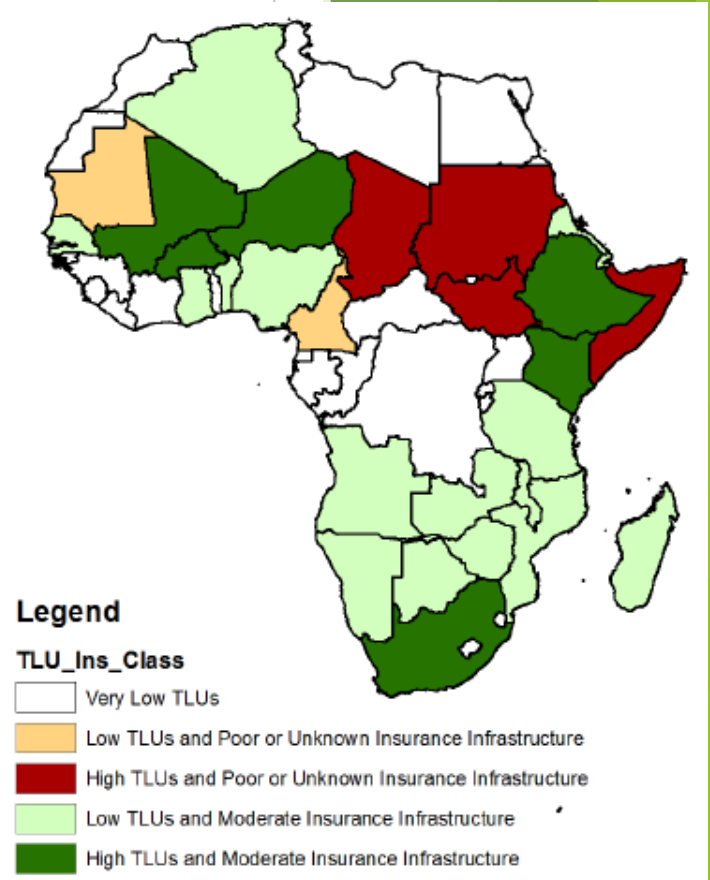 Legend
TLU_Ins_Class
Very Low TLUs
Low TLUs and Poor or Unknown Insurance Infrastructure
High TLUs and Poor or Unknown Insurance Infrastructure
Low TLUs and Moderate Insurance Infrastructure
High TLUs and Moderate Insurance Infrastructure